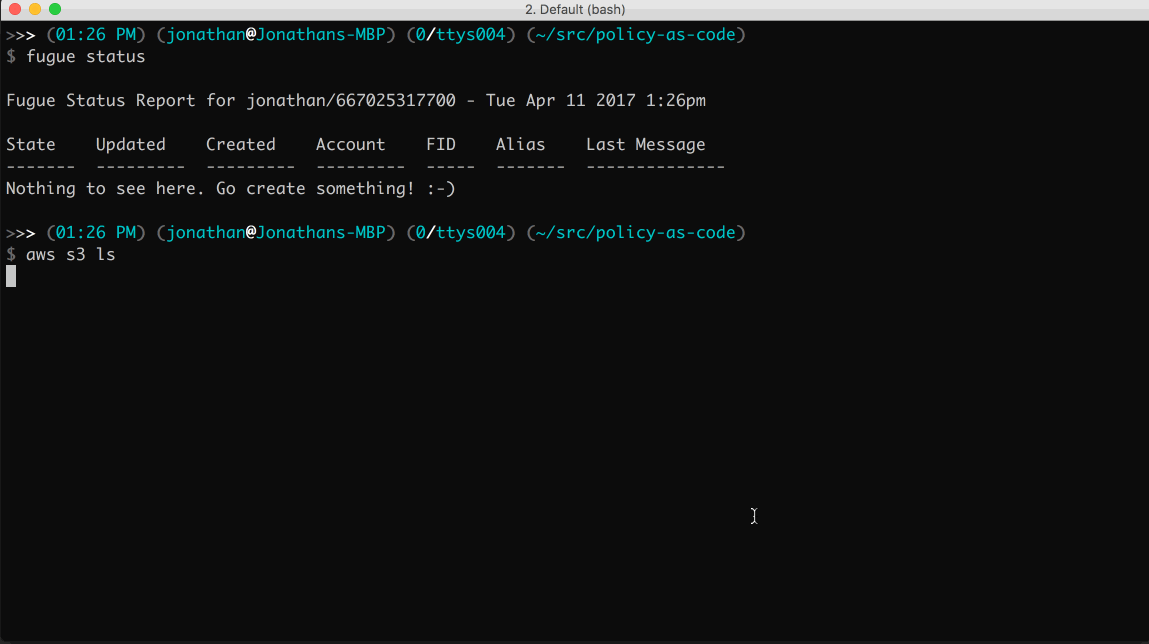 2. Default (bash)
>>> (01:26 PM) (jonathan@Jonathans-MBP) (0/ttys004) (~/src/policy-as-code)
$ fugue status
Fugue Status Report for jonathan/667025317700 - Tue Apr 11 2017 1:26pm
State    Updated    Created    Account    FID    Alias    Last Message
-------  ---------  ---------  ---------  -----  -------  --------------
Nothing to see here. Go create something! :-)
>>> (01:26 PM) (jonathan@Jonathans-MBP) (0/ttys004) (~/src/policy-as-code)
$ aws s3 ls